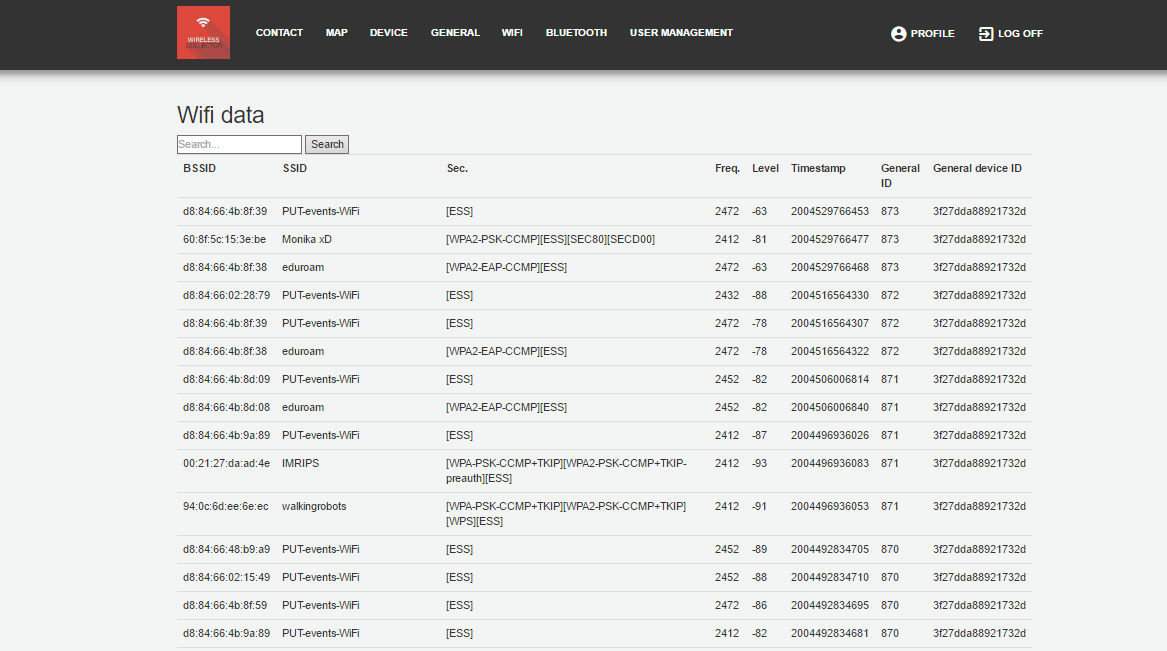 WIRELESS
COLLECTOR
CONTACT MAP DEVICE GENERAL WIFI BLUETOOTH USER MANAGEMENT PROFILE LOG OFF
Wifi data
Search... Search
BSSID SSID Sec. Freq. Level Timestamp General General device ID
ID
d8:84:66:4b:8f:39 PUT-events-WiFi [ESS] 2472 -63 2004529766453 873 3f27dda88921732d
60:8f:5c:15:3e:be Monika xD [WPA2-PSK-CCMP][ESS][SEC80][SECD00] 2412 -81 2004529766477 873 3f27dda88921732d
d8:84:66:4b:8f:38 eduroam [WPA2-EAP-CCMP][ESS] 2472 -63 2004529766468 873 3f27dda88921732d
d8:84:66:02:28:79 PUT-events-WiFi [ESS] 2432 -88 2004516564330 872 3f27dda88921732d
d8:84:66:4b:8f:39 PUT-events-WiFi [ESS] 2472 -78 2004516564307 872 3f27dda88921732d
d8:84:66:4b:8f:38 eduroam [WPA2-EAP-CCMP][ESS] 2472 -78 2004516564322 872 3f27dda88921732d
d8:84:66:4b:8d:09 PUT-events-WiFi [ESS] 2452 -82 2004506006814 871 3f27dda88921732d
d8:84:66:4b:8d:08 eduroam [WPA2-EAP-CCMP][ESS] 2452 -82 2004506006840 871 3f27dda88921732d
d8:84:66:4b:9a:89 PUT-events-WiFi [ESS] 2412 -87 2004496936026 871 3f27dda88921732d
00:21:27:da:ad:4e IMRIPS [WPA-PSK-CCMP+TKIP][WPA2-PSK-CCMP+TKIP- 2412 -93 2004496936083 871 3f27dda88921732d
preauth][ESS]
94:0c:6d:ee:6e:ec walkingrobots [WPA-PSK-CCMP+TKIP][WPA2-PSK-CCMP+TKIP] 2412 -91 2004496936053 871 3f27dda88921732d
[WPS][ESS]
d8:84:66:48:b9:a9 PUT-events-WiFi [ESS] 2452 -89 2004492834705 870 3f27dda88921732d
d8:84:66:02:15:49 PUT-events-WiFi [ESS] 2452 -88 2004492834710 870 3f27dda88921732d
d8:84:66:4b:8f:59 PUT-events-WiFi [ESS] 2472 -86 2004492834695 870 3f27dda88921732d
d8:84:66:4b:9a:89 PUT-events-WiFi [ESS] 2412 -82 2004492834681 870 3f27dda88921732d